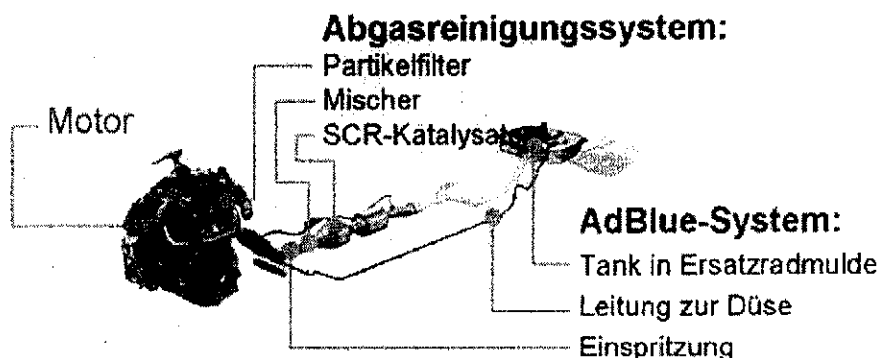 Abgasreinigungssystem:
Partikelfilter
Mischer
SCR-Katalysator
Motor
AdBlue-System:
Tank in Ersatzradmulde
Leitung zur Düse
Einspritzung